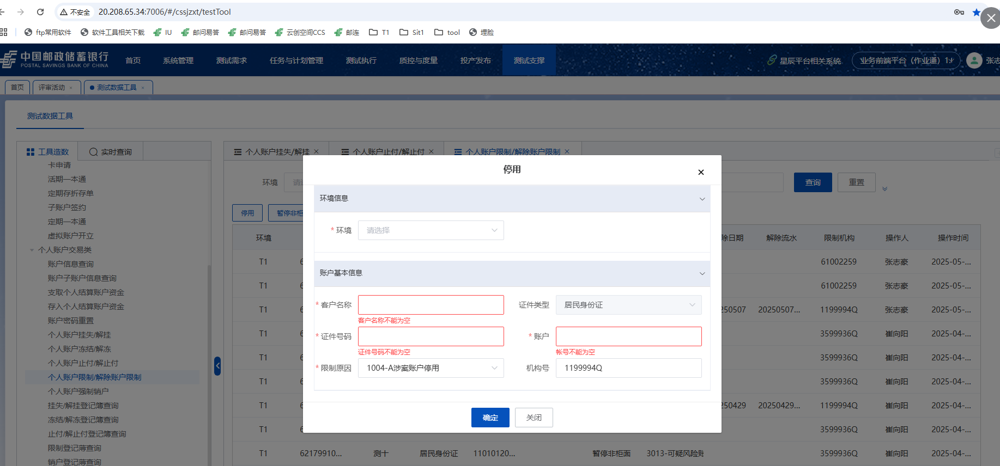 不安全 20.208.65.34:7006/#/cssjzxt/testTool
ftp常用软件 软件工具相关下载 IU 邮问易答 邮问易答 云创空间CCS 邮连 T1 Sit1 tool 埋脸
中国邮政储蓄银行
POSTAL SAVINGS BANK OF CHINA
首页 系统管理 测试需求 任务与计划管理 测试执行 质控与度量 投产发布 测试支撑 星辰平台相关系统 业务前端平台（作业通）1 张志
首页 评审活动 × 测试数据工具 ×
测试数据工具
工具造数 实时查询
个人账户挂失/解挂 × 个人账户止付/解止付 × 个人账户限制/解除账户限制 ×
卡申请
活期一本通
定期存折存单
子账户签约
定期一本通
虚拟账户开立
个人账户交易类
账户信息查询
账户子账户信息查询
支取个人结算账户资金
存入个人结算账户资金
账户密码重置
个人账户挂失/解挂
个人账户冻结/解冻
个人账户止付/解止付
个人账户限制/解除账户限制
个人账户强制销户
挂失/解挂登记簿查询
冻结/解冻登记簿查询
止付/解止付登记簿查询
限制登记薄查询
销户登记薄查询
环境 请 查询 重置
停用 暂停非柜
环境 除日期 解除流水 限制机构 操作人 操作时间
T1 6 61002259 张志豪 2025-05-...
T1 6 61002259 张志豪 2025-05-...
T1 6 250507 20250507... 1199994Q 张志豪 2025-05-...
T1 6 3599936Q 崔向阳 2025-04-...
T1 6 3599936Q 崔向阳 2025-04-...
T1 6 3599936Q 崔向阳 2025-04-...
T1 6 250429 20250429... 1199994Q 崔向阳 2025-04-...
T1 6 3599936Q 崔向阳 2025-04-...
T1 62179910... 测十 居民身份证 11010120... 暂停非柜面 3013-可疑风险账 3599936Q 崔向阳 2025-04-...
停用
环境信息
* 环境 请选择
账户基本信息
* 客户名称 证件类型 居民身份证
客户名称不能为空
* 证件号码 * 账户
证件号码不能为空 帐号不能为空
* 限制原因 1004-A涉案账户停用 机构号 1199994Q
确定 关闭